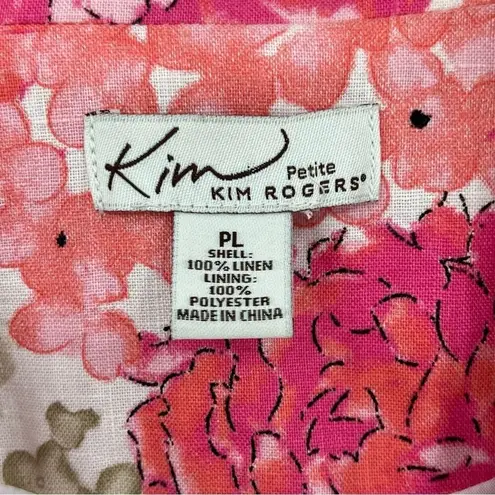 Kim Petite
KIM ROGERS®
PL
SHELL:
100% LINEN
LINING:
100%
POLYESTER
MADE IN CHINA